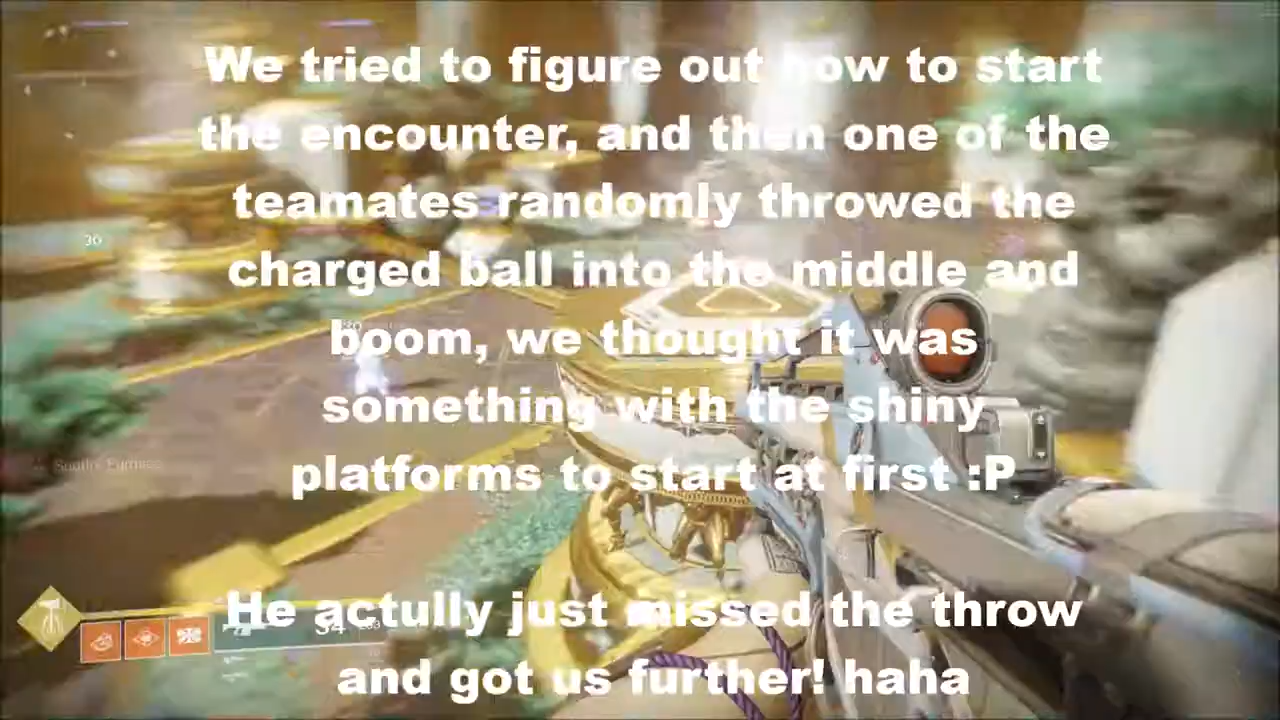 We tried to figure out how to start
the encounter, and then one of the
teamates randomly throwed the
charged ball into the middle and
boom, we thought it was
something with the shiny
platforms to start at first :P
He actully just missed the throw
and got us further! haha
30
34